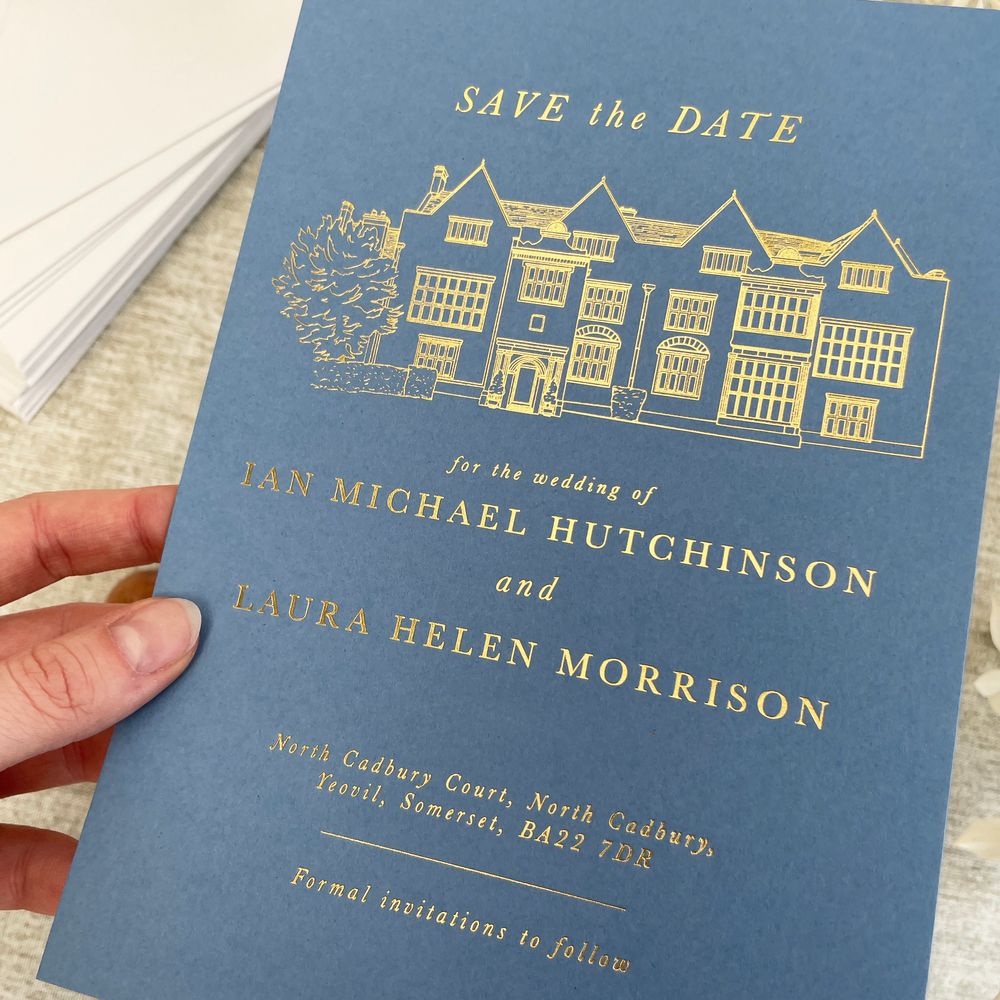 SAVE the DATE
for the wedding of
IAN MICHAEL HUTCHINSON
and
LAURA HELEN MORRISON
North Cadbury Court, North Cadbury,
Yeovil, Somerset, BA22 7DR
Formal invitations to follow